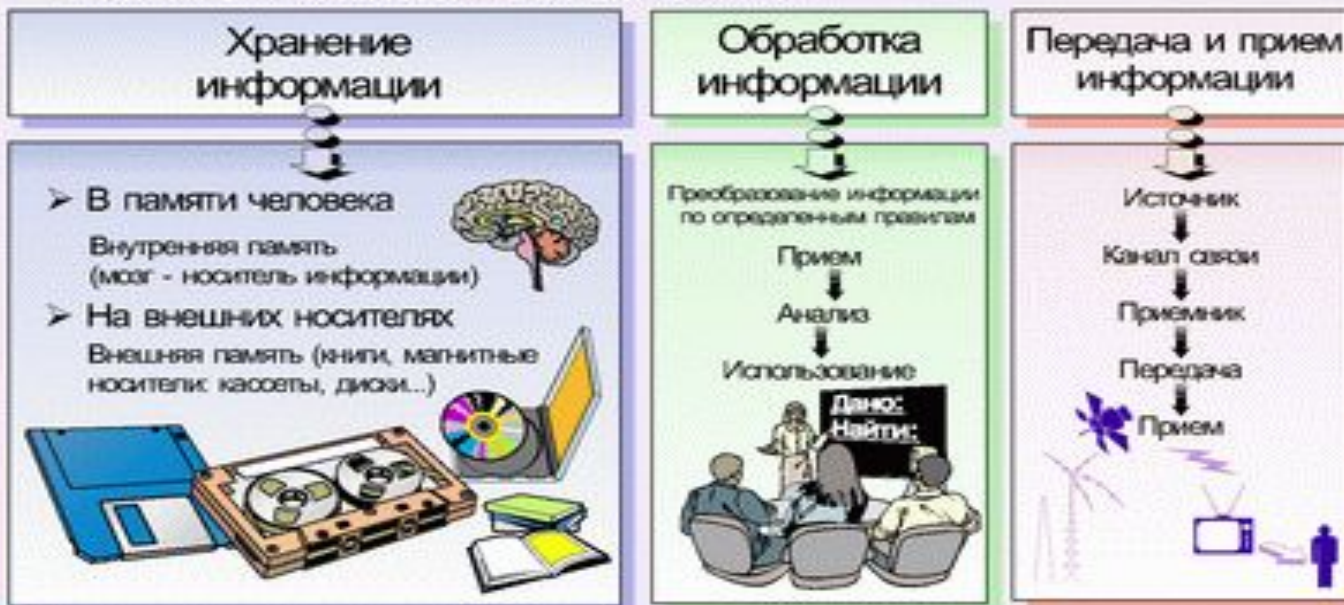 Хранение
информации
➢ В памяти человека
Внутренняя память
(мозг - носитель информации)
➢ На внешних носителях
Внешняя память (книги, магнитные
носители: кассеты, диски...)
Обработка
информации
Преобразование информации
по определенным правилам
Прием
Анализ
Использование
Дано:
Найти:
Передача и прием
информации
Источник
Канал связи
Приемник
Передача
Прием